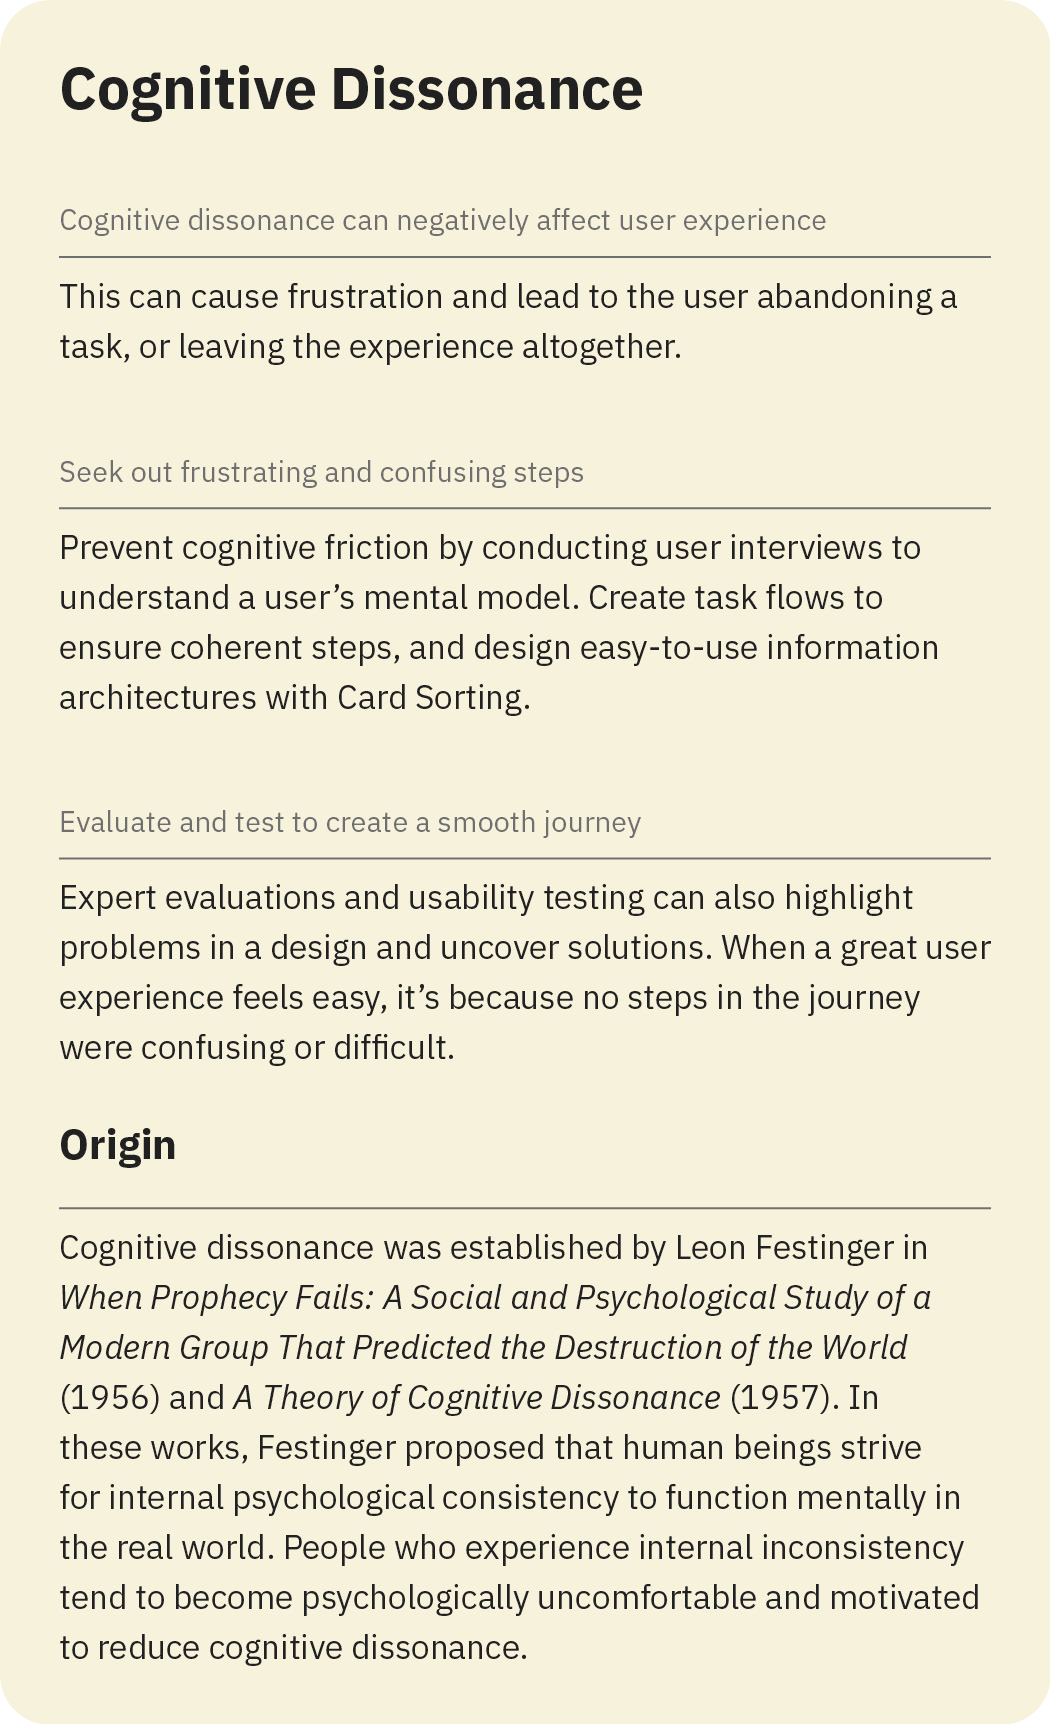 Cognitive Dissonance
Cognitive dissonance can negatively affect user experience
This can cause frustration and lead to the user abandoning a
task, or leaving the experience altogether.
Seek out frustrating and confusing steps
Prevent cognitive friction by conducting user interviews to
understand a user’s mental model. Create task flows to
ensure coherent steps, and design easy-to-use information
architectures with Card Sorting.
Evaluate and test to create a smooth journey
Expert evaluations and usability testing can also highlight
problems in a design and uncover solutions. When a great user
experience feels easy, it’s because no steps in the journey
were confusing or difficult.
Origin
Cognitive dissonance was established by Leon Festinger in
When Prophecy Fails: A Social and Psychological Study of a
Modern Group That Predicted the Destruction of the World
(1956) and A Theory of Cognitive Dissonance (1957). In
these works, Festinger proposed that human beings strive
for internal psychological consistency to function mentally in
the real world. People who experience internal inconsistency
tend to become psychologically uncomfortable and motivated
to reduce cognitive dissonance.